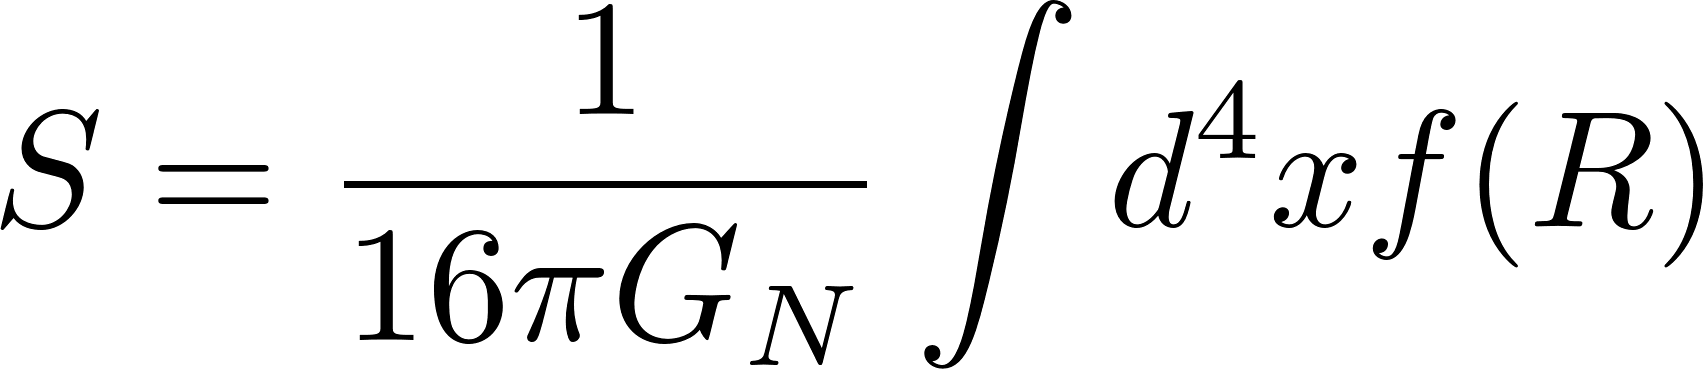 S = \frac{1}{16\pi G_N} \int d^4x f(R)